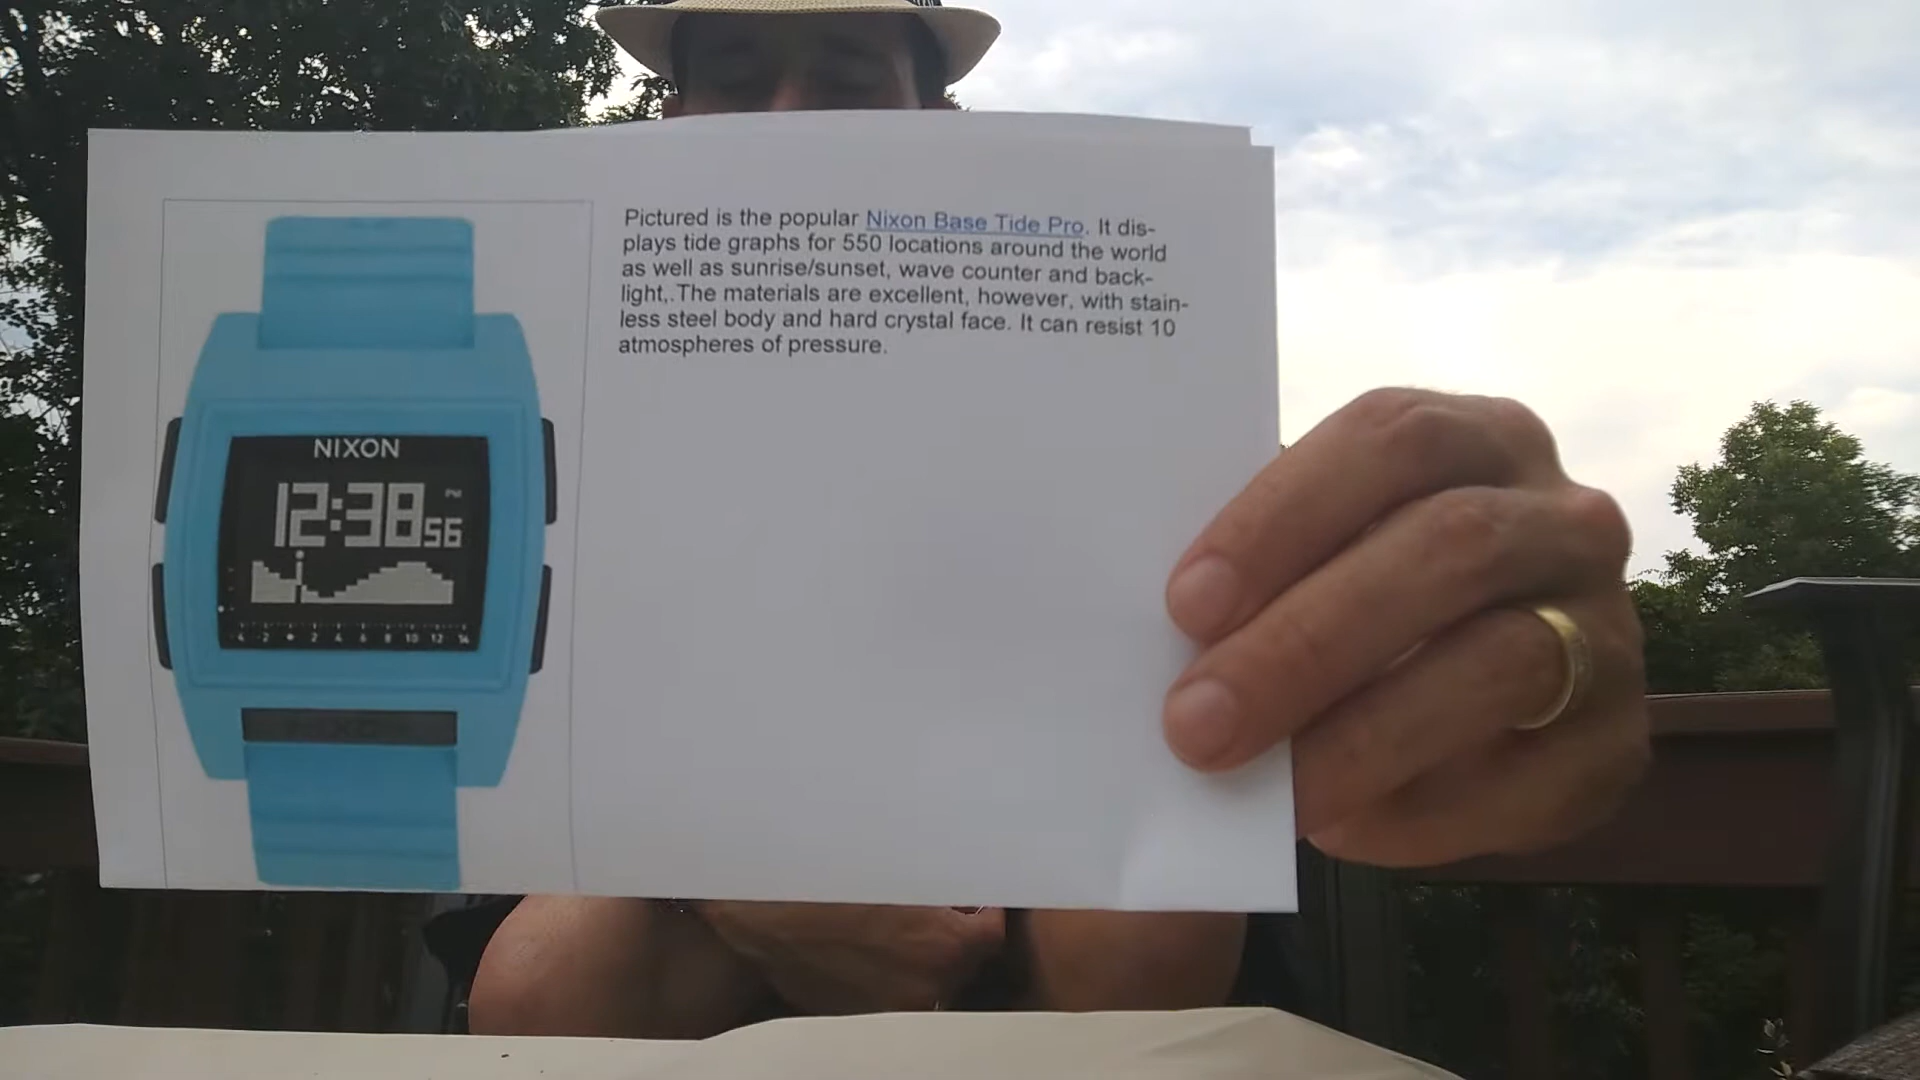 Pictured is the popular Nixon Base Tide Pro. It dis-
plays tide graphs for 550 locations around the world
as well as sunrise/sunset, wave counter and back-
light,.The materials are excellent, however, with stain-
less steel body and hard crystal face. It can resist 10
atmospheres of pressure.
NIXON
PM
12:38 56
4 2 2 4 6 8 10 12 14